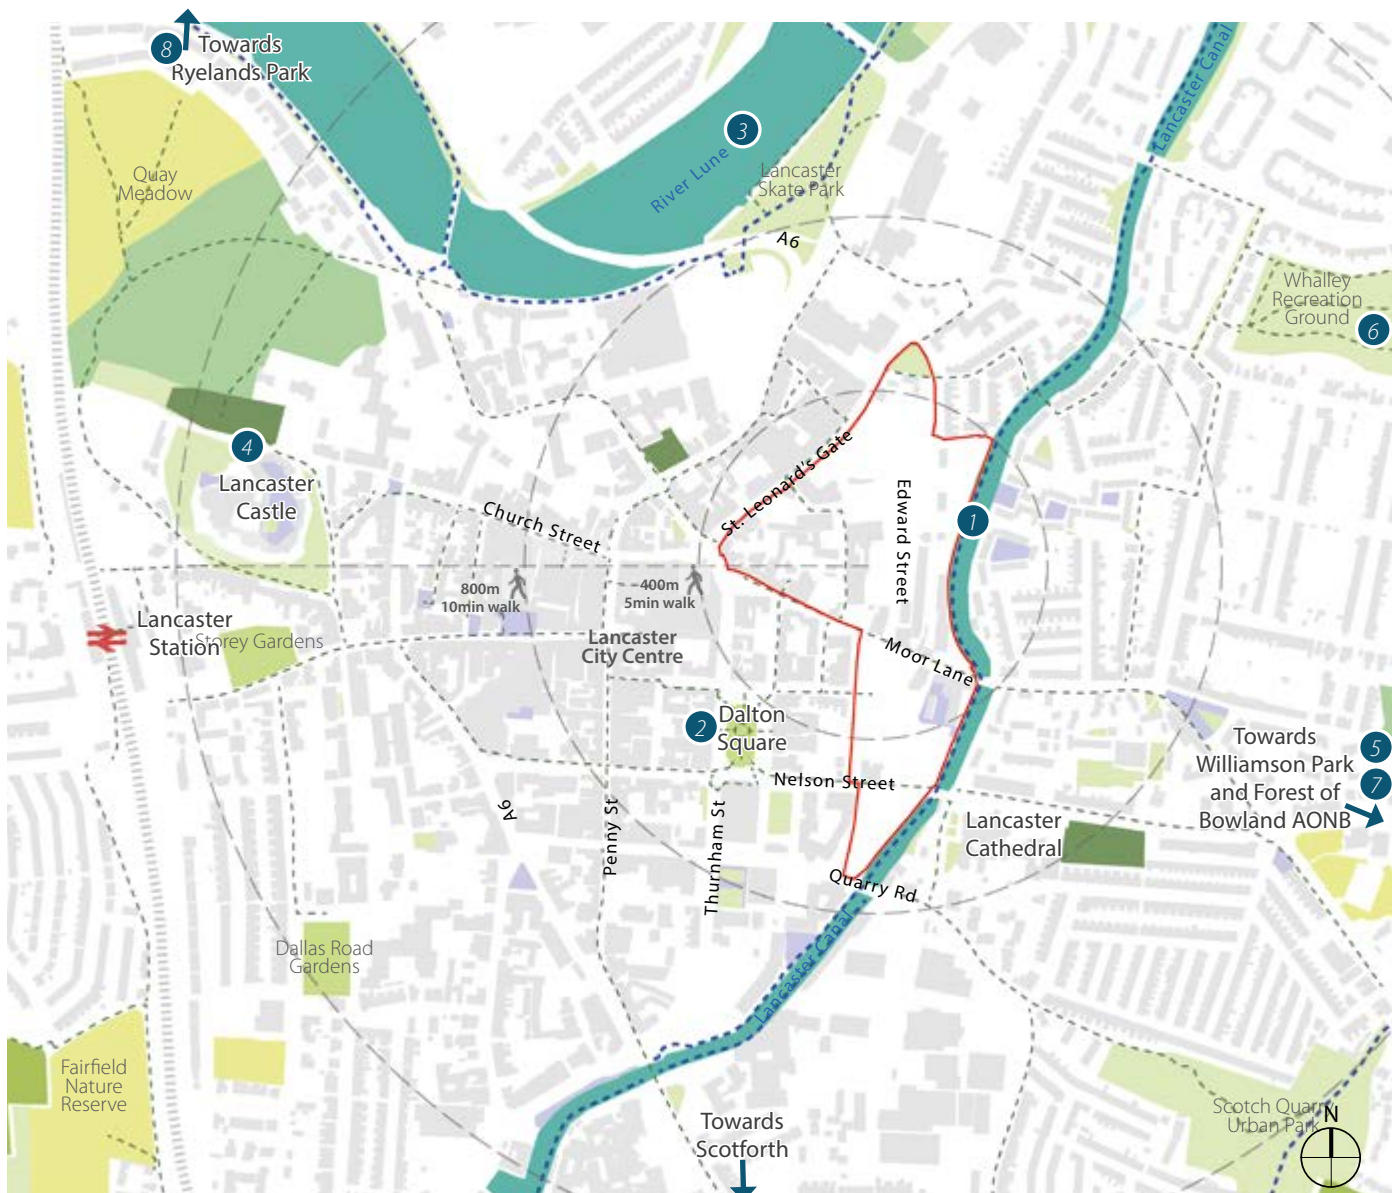 8
Towards
Ryelands Park
Lancaster Canal
3
River Lune
Lancaster
Skate Park
Quay
Meadow
A6
Whalley
Recreation
Ground
6
4
Lancaster
Castle
St. Leonard's Gate
Church Street
Edward Street
1
800m
10min walk
400m
5min walk
Lancaster
Station
Storey Gardens
Lancaster
City Centre
Moor Lane
2
Dalton
Square
Nelson Street
Towards
Williamson Park
and Forest of
Bowland AONB
5
7
A6
Penny St
Thurnham St
Lancaster
Cathedral
Quarry Rd
Lancaster Canal
Dallas Road
Gardens
Fairfield
Nature
Reserve
Towards
Scotforth
Scotch Quarry
Urban Park
N